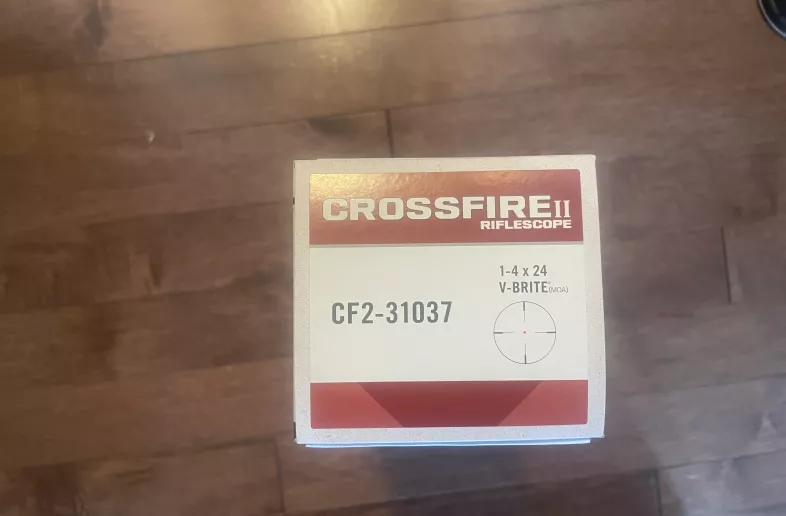 CROSSFIRE II
RIFLESCOPE
1-4 x 24
V-BRITE® (MOA)
CF2-31037